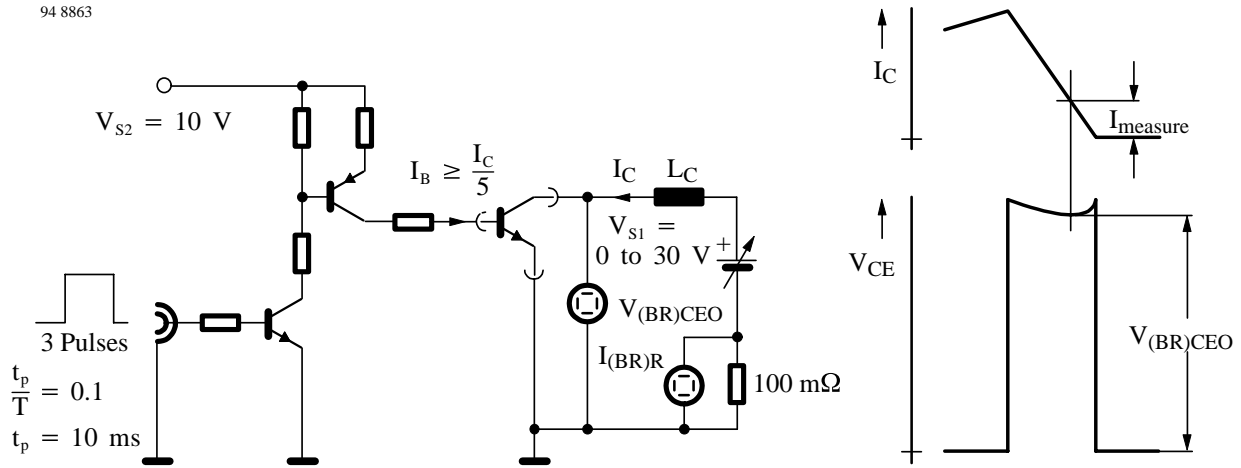 94 8863
V_S2 = 10 V
I_B ≥ I_C/5
I_C
L_C
V_S1 =
0 to 30 V
+
V_(BR)CEO
I_(BR)R
100 mΩ
3 Pulses
t_p/T = 0.1
t_p = 10 ms
I_C
I_measure
V_CE
V_(BR)CEO